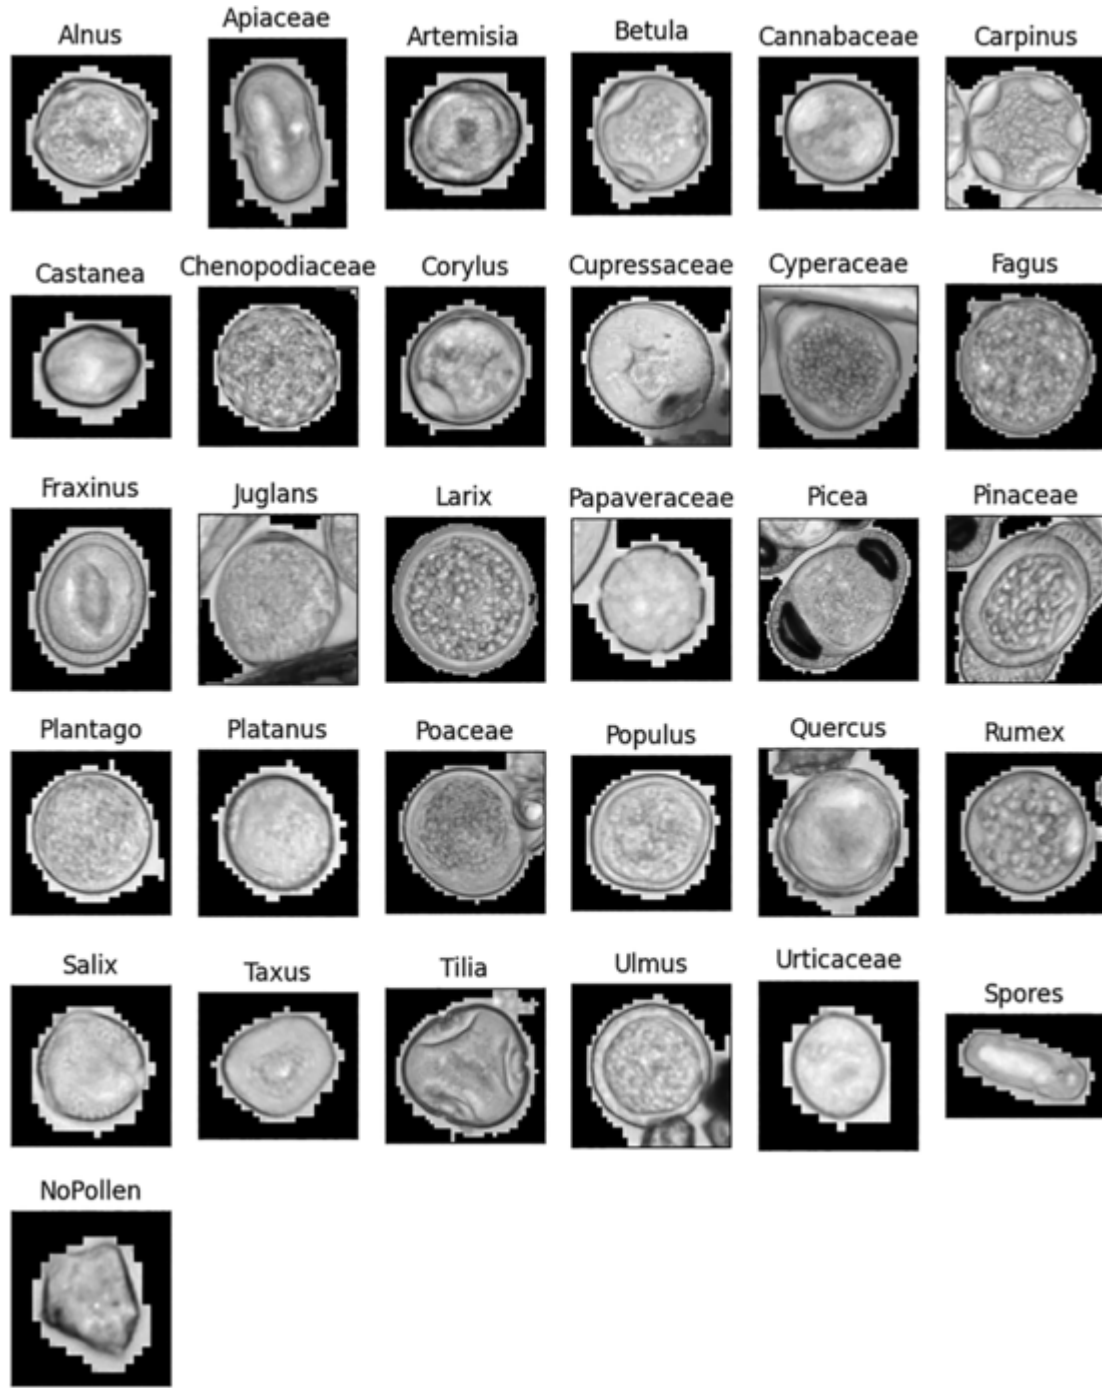 Alnus
Apiaceae
Artemisia
Betula
Cannabaceae
Carpinus
Castanea
Chenopodiaceae
Corylus
Cupressaceae
Cyperaceae
Fagus
Fraxinus
Juglans
Larix
Papaveraceae
Picea
Pinaceae
Plantago
Platanus
Poaceae
Populus
Quercus
Rumex
Salix
Taxus
Tilia
Ulmus
Urticaceae
Spores
NoPollen